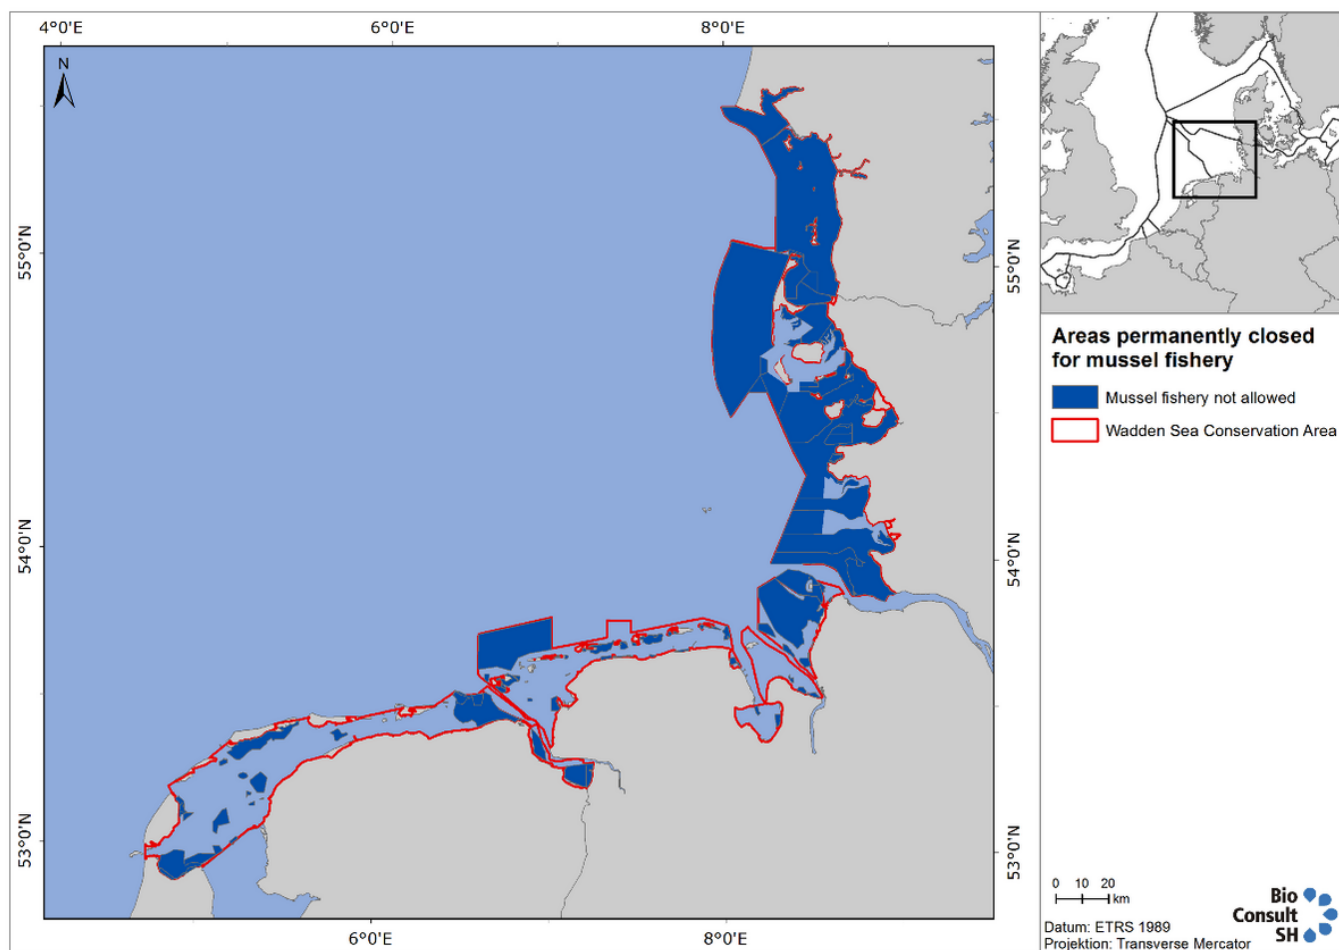 4°0'E 6°0'E 8°0'E
N
55°0'N 55°0'N
54°0'N 54°0'N
53°0'N 53°0'N
6°0'E 8°0'E
Areas permanently closed
for mussel fishery
Mussel fishery not allowed
Wadden Sea Conservation Area
0 10 20
km
Datum: ETRS 1989
Projektion: Transverse Mercator
Bio
Consult
SH